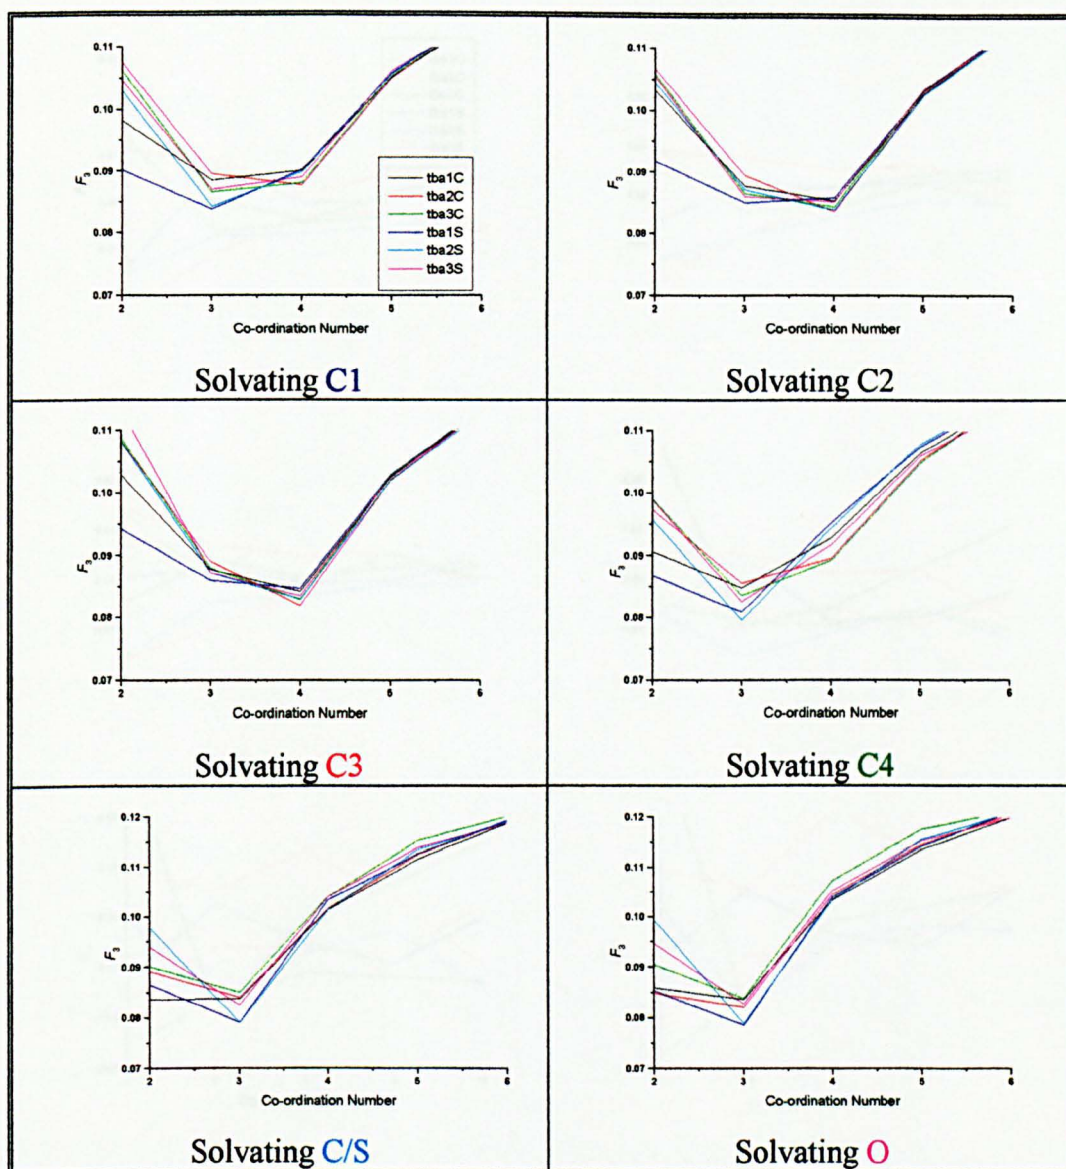 0.11
0.10
0.09
0.08
0.07
F3
2 3 4 5 6
Co-ordination Number
tba1C
tba2C
tba3C
tba1S
tba2S
tba3S
Solvating C1
0.11
0.10
0.09
0.08
0.07
F3
2 3 4 5 6
Co-ordination Number
Solvating C2
0.11
0.10
0.09
0.08
0.07
F3
2 3 4 5 6
Co-ordination Number
Solvating C3
0.11
0.10
0.09
0.08
0.07
F3
2 3 4 5 6
Co-ordination Number
Solvating C4
0.12
0.11
0.10
0.09
0.08
0.07
F3
2 3 4 5 6
Co-ordination Number
Solvating C/S
0.12
0.11
0.10
0.09
0.08
0.07
F3
2 3 4 5 6
Co-ordination Number
Solvating O